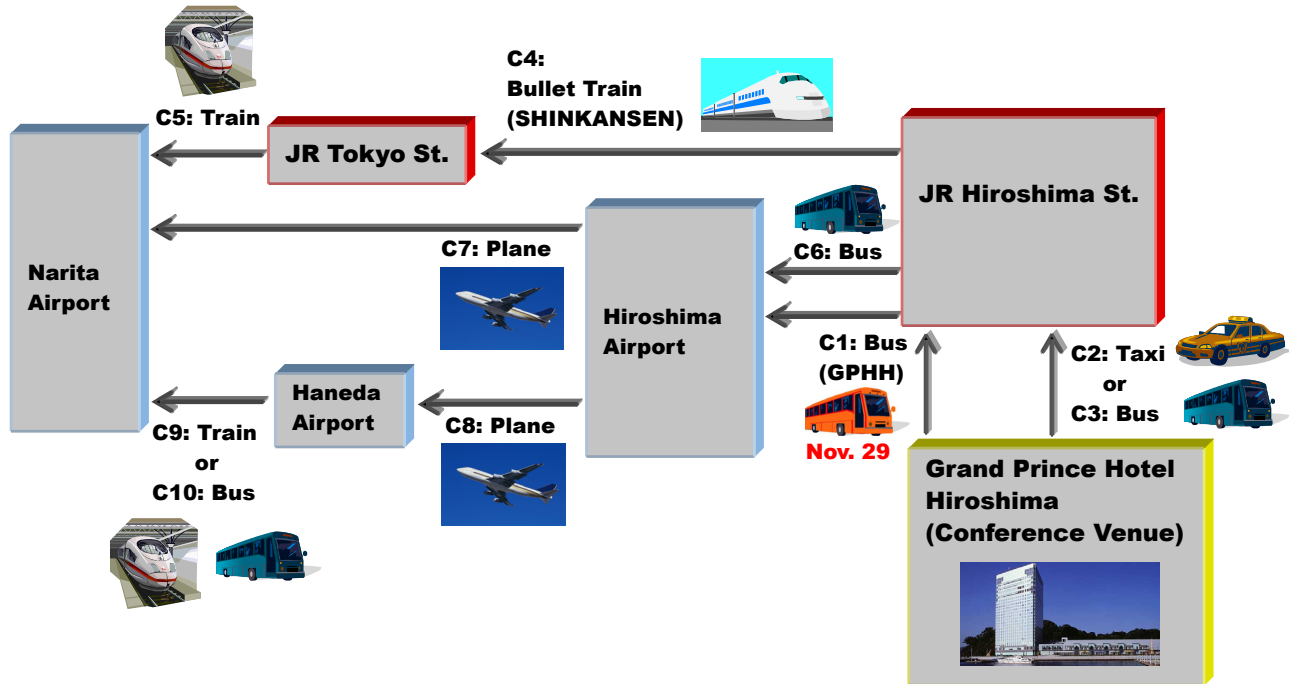 C4:
Bullet Train
(SHINKANSEN)
C5: Train
JR Tokyo St.
JR Hiroshima St.
C6: Bus
C7: Plane
Narita
Airport
Hiroshima
Airport
C1: Bus
(GPHH)
Nov. 29
C2: Taxi
or
C3: Bus
Haneda
Airport
C8: Plane
C9: Train
or
C10: Bus
Grand Prince Hotel
Hiroshima
(Conference Venue)